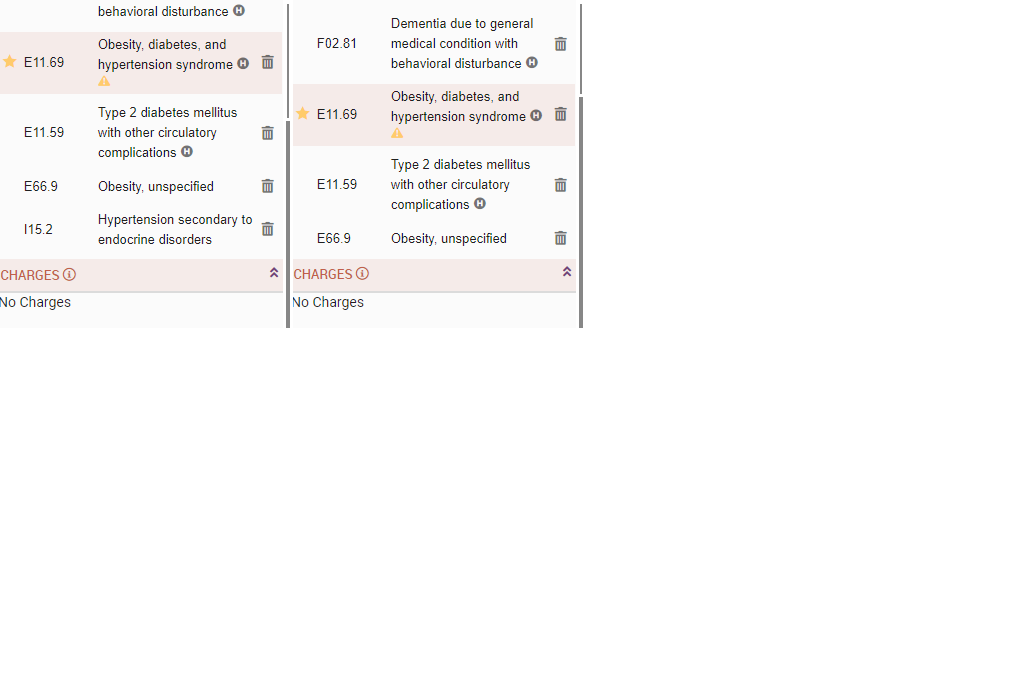 behavioral disturbance H
E11.69
Obesity, diabetes, and
hypertension syndrome H
E11.59
Type 2 diabetes mellitus
with other circulatory
complications H
E66.9
Obesity, unspecified
I15.2
Hypertension secondary to
endocrine disorders
CHARGES
No Charges
F02.81
Dementia due to general
medical condition with
behavioral disturbance H
E11.69
Obesity, diabetes, and
hypertension syndrome H
E11.59
Type 2 diabetes mellitus
with other circulatory
complications H
E66.9
Obesity, unspecified
CHARGES
No Charges